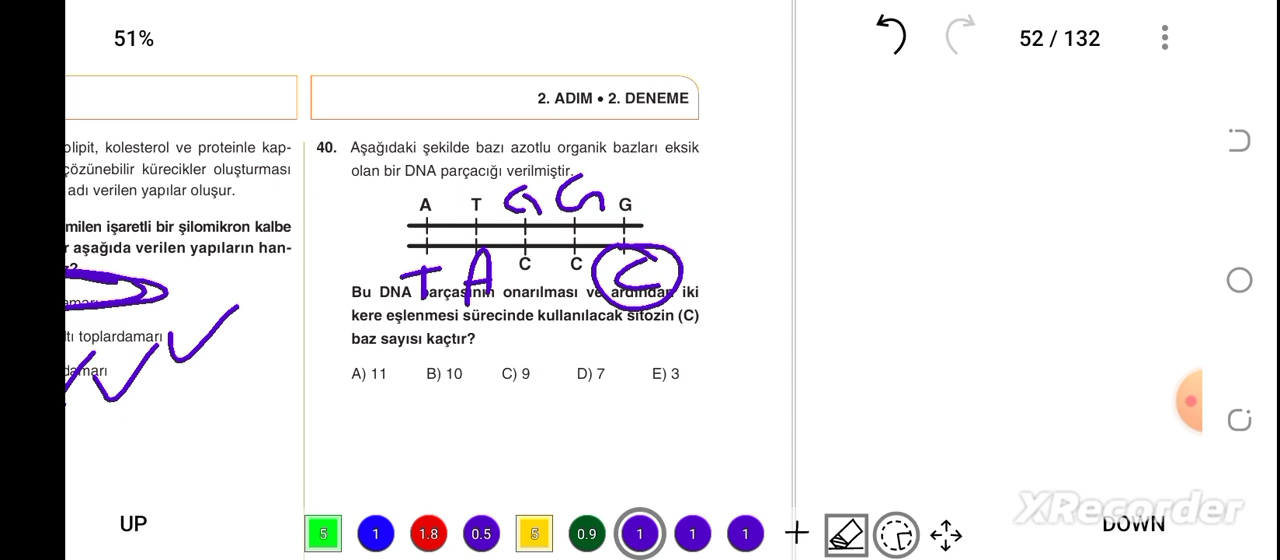 51%
52 / 132
2. ADIM • 2. DENEME
olipit, kolesterol ve proteinle kap-
çözünebilir kürecikler oluşturması
adı verilen yapılar oluşur.
milen işaretli bir şilomikron kalbe
r aşağıda verilen yapıların han-
z?
amarı
ltı toplardamarı
damarı
40. Aşağıdaki şekilde bazı azotlu organik bazları eksik
olan bir DNA parçacığı verilmiştir.
A T G G G
T A C C C
Bu DNA parçasının onarılması ve ardından iki
kere eşlenmesi sürecinde kullanılacak sitozin (C)
baz sayısı kaçtır?
A) 11 B) 10 C) 9 D) 7 E) 3
UP
5 1 1.8 0.5 5 0.9 1 1 1
XRecorder
DOWN